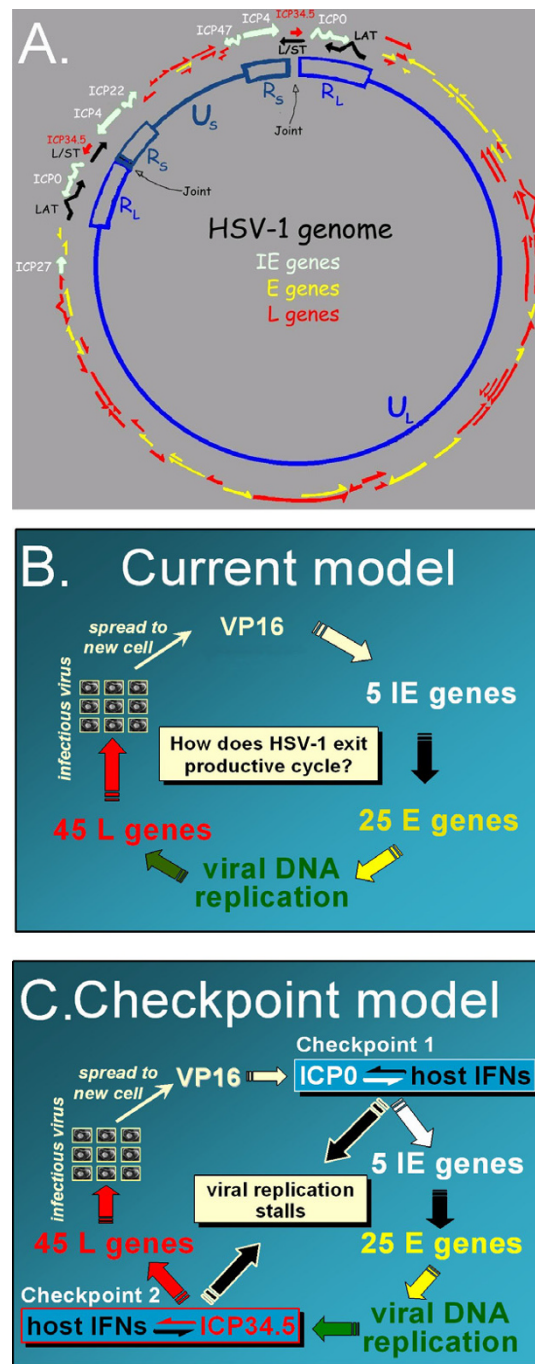 A.
ICP47
ICP4
ICP34.5
ICP0
LAT
L/ST
ICP22
ICP4
ICP34.5
L/ST
ICP0
LAT
ICP27
RS
RL
US
Joint
RS
Joint
RL
HSV-1 genome
IE genes
E genes
L genes
UL
B. Current model
spread to
new cell
VP16
infectious virus
5 IE genes
How does HSV-1 exit
productive cycle?
45 L genes
25 E genes
viral DNA
replication
C.Checkpoint model
Checkpoint 1
spread to
new cell
VP16
ICP0
host IFNs
infectious virus
5 IE genes
viral replication
stalls
45 L genes
25 E genes
Checkpoint 2
host IFNs
ICP34.5
viral DNA
replication